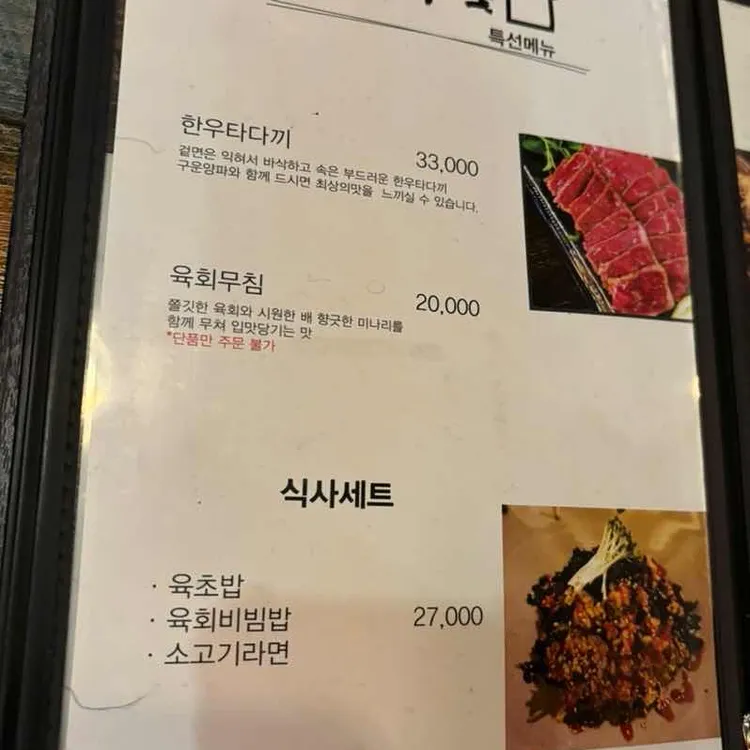 특선메뉴
한우타다끼
33,000
겉면은 익혀서 바삭하고 속은 부드러운 한우타다끼
구운양파와 함께 드시면 최상의맛을 느끼실 수 있습니다.
육회무침
20,000
쫄깃한 육회와 시원한 배 향긋한 미나리를
함께 무쳐 입맛당기는 맛
*단품만 주문 불가
식사세트
· 육초밥
· 육회비빔밥 27,000
· 소고기라면